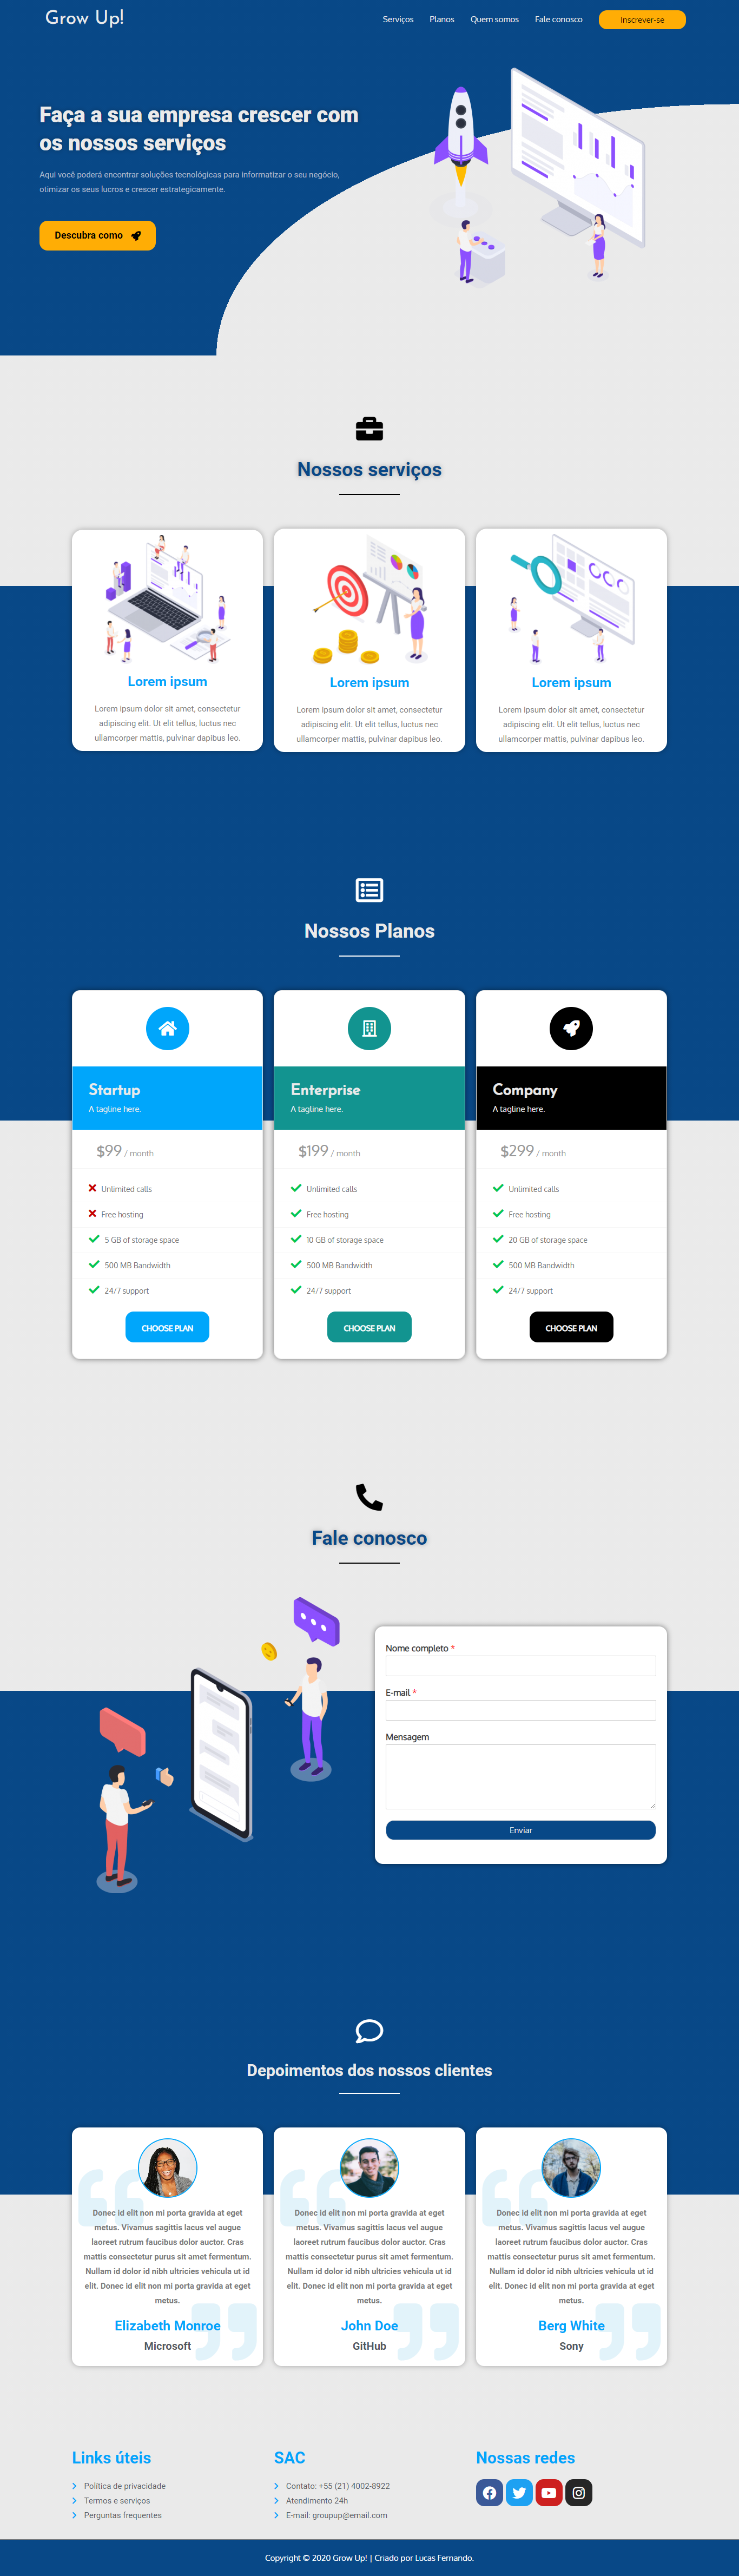 Grow Up!
Serviços
Planos
Quem somos
Fale conosco
Inscrever-se
Faça a sua empresa crescer com
os nossos serviços
Aqui você poderá encontrar soluções tecnológicas para informatizar o seu negócio,
otimizar os seus lucros e crescer estrategicamente.
Descubra como
Nossos serviços
Lorem ipsum
Lorem ipsum dolor sit amet, consectetur
adipiscing elit. Ut elit tellus, luctus nec
ullamcorper mattis, pulvinar dapibus leo.
Lorem ipsum
Lorem ipsum dolor sit amet, consectetur
adipiscing elit. Ut elit tellus, luctus nec
ullamcorper mattis, pulvinar dapibus leo.
Lorem ipsum
Lorem ipsum dolor sit amet, consectetur
adipiscing elit. Ut elit tellus, luctus nec
ullamcorper mattis, pulvinar dapibus leo.
Nossos Planos
Startup
A tagline here.
$99 / month
Unlimited calls
Free hosting
5 GB of storage space
500 MB Bandwidth
24/7 support
CHOOSE PLAN
Enterprise
A tagline here.
$199 / month
Unlimited calls
Free hosting
10 GB of storage space
500 MB Bandwidth
24/7 support
CHOOSE PLAN
Company
A tagline here.
$299 / month
Unlimited calls
Free hosting
20 GB of storage space
500 MB Bandwidth
24/7 support
CHOOSE PLAN
Fale conosco
Nome completo *
E-mail *
Mensagem
Enviar
Depoimentos dos nossos clientes
Donec id elit non mi porta gravida at eget
metus. Vivamus sagittis lacus vel augue
laoreet rutrum faucibus dolor auctor. Cras
mattis consectetur purus sit amet fermentum.
Nullam id dolor id nibh ultricies vehicula ut id
elit. Donec id elit non mi porta gravida at eget
metus.
Elizabeth Monroe
Microsoft
Donec id elit non mi porta gravida at eget
metus. Vivamus sagittis lacus vel augue
laoreet rutrum faucibus dolor auctor. Cras
mattis consectetur purus sit amet fermentum.
Nullam id dolor id nibh ultricies vehicula ut id
elit. Donec id elit non mi porta gravida at eget
metus.
John Doe
GitHub
Donec id elit non mi porta gravida at eget
metus. Vivamus sagittis lacus vel augue
laoreet rutrum faucibus dolor auctor. Cras
mattis consectetur purus sit amet fermentum.
Nullam id dolor id nibh ultricies vehicula ut id
elit. Donec id elit non mi porta gravida at eget
metus.
Berg White
Sony
Links úteis
Política de privacidade
Termos e serviços
Perguntas frequentes
SAC
Contato: +55 (21) 4002-8922
Atendimento 24h
E-mail: groupup@email.com
Nossas redes
Copyright © 2020 Grow Up! | Criado por Lucas Fernando.